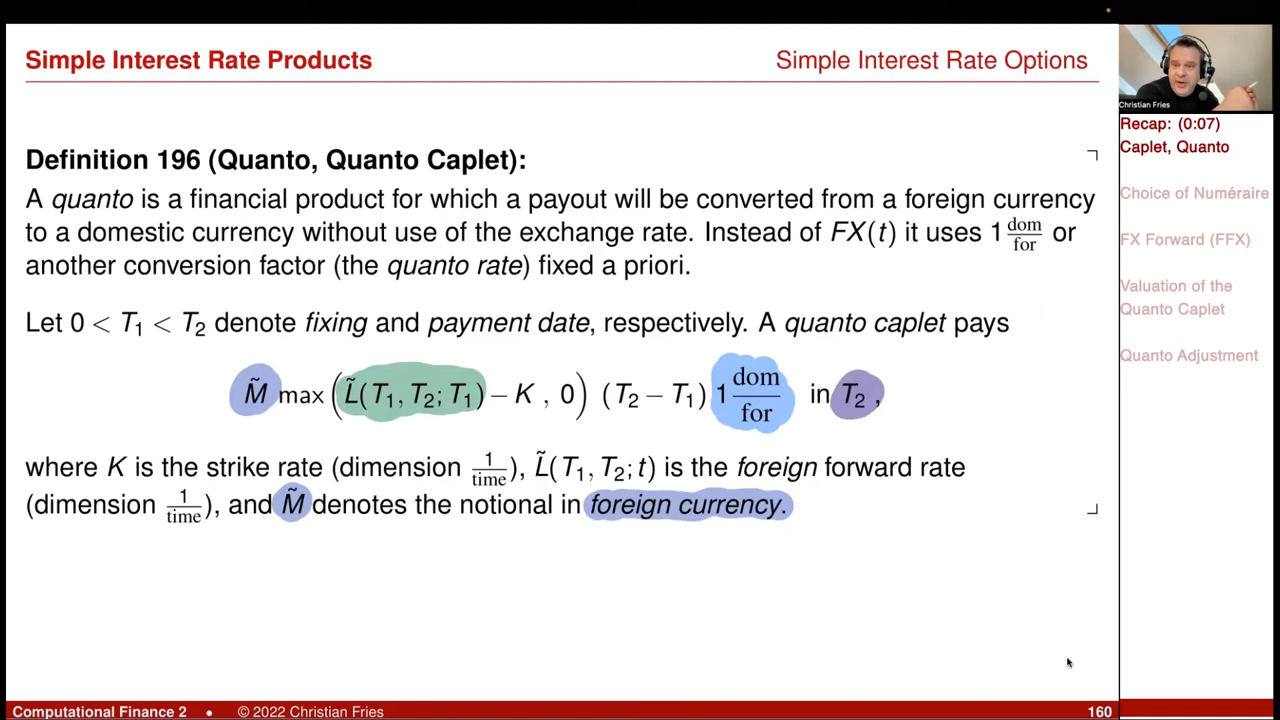 Simple Interest Rate Products
Simple Interest Rate Options
Definition 196 (Quanto, Quanto Caplet):
A quanto is a financial product for which a payout will be converted from a foreign currency
to a domestic currency without use of the exchange rate. Instead of FX(t) it uses 1 dom/for or
another conversion factor (the quanto rate) fixed a priori.
Let 0 < T₁ < T₂ denote fixing and payment date, respectively. A quanto caplet pays
M̃ max ( L̃(T₁, T₂; T₁) − K , 0 ) (T₂ − T₁) 1 dom/for in T₂ ,
where K is the strike rate (dimension 1/time), L̃(T₁, T₂; t) is the foreign forward rate
(dimension 1/time), and M̃ denotes the notional in foreign currency.
Computational Finance 2 • © 2022 Christian Fries
160
Christian Fries
Recap: (0:07)
Caplet, Quanto
Choice of Numéraire
FX Forward (FFX)
Valuation of the
Quanto Caplet
Quanto Adjustment